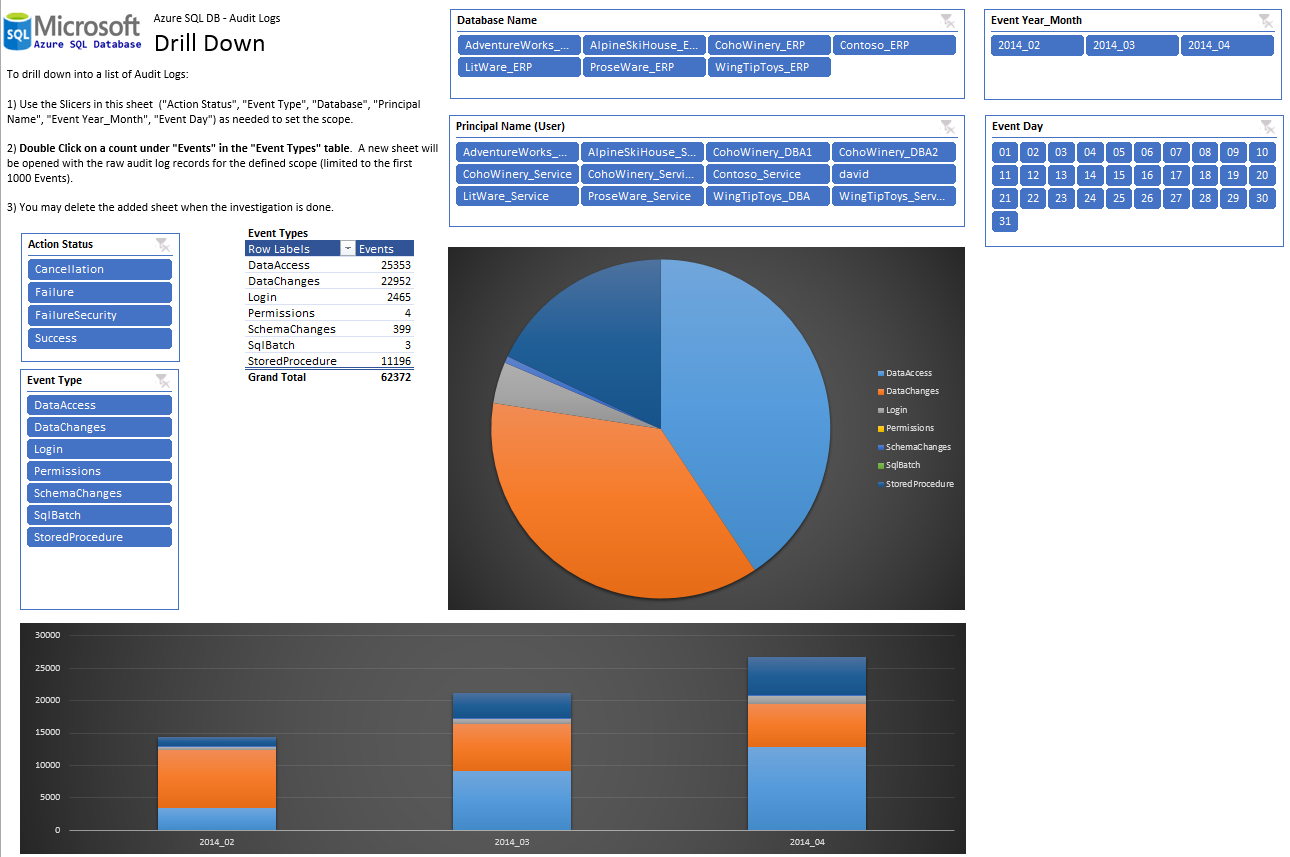 SQL
Microsoft
Azure SQL Database
Azure SQL DB - Audit Logs
Drill Down
To drill down into a list of Audit Logs:
1) Use the Slicers in this sheet ("Action Status", "Event Type", "Database", "Principal
Name", "Event Year_Month", "Event Day") as needed to set the scope.
2) Double Click on a count under "Events" in the "Event Types" table. A new sheet will
be opened with the raw audit log records for the defined scope (limited to the first
1000 Events).
3) You may delete the added sheet when the investigation is done.
Database Name
AdventureWorks_... AlpineSkiHouse_E... CohoWinery_ERP Contoso_ERP
LitWare_ERP ProseWare_ERP WingTipToys_ERP
Event Year_Month
2014_02 2014_03 2014_04
Principal Name (User)
AdventureWorks_... AlpineSkiHouse_S... CohoWinery_DBA1 CohoWinery_DBA2
CohoWinery_Service CohoWinery_Servi... Contoso_Service david
LitWare_Service ProseWare_Service WingTipToys_DBA WingTipToys_Serv...
Event Day
01 02 03 04 05 06 07 08 09 10
11 12 13 14 15 16 17 18 19 20
21 22 23 24 25 26 27 28 29 30
31
Action Status
Cancellation
Failure
FailureSecurity
Success
Event Type
DataAccess
DataChanges
Login
Permissions
SchemaChanges
SqlBatch
StoredProcedure
Event Types
Row Labels Events
DataAccess 25353
DataChanges 22952
Login 2465
Permissions 4
SchemaChanges 399
SqlBatch 3
StoredProcedure 11196
Grand Total 62372
DataAccess
DataChanges
Login
Permissions
SchemaChanges
SqlBatch
StoredProcedure
30000
25000
20000
15000
10000
5000
0
2014_02 2014_03 2014_04